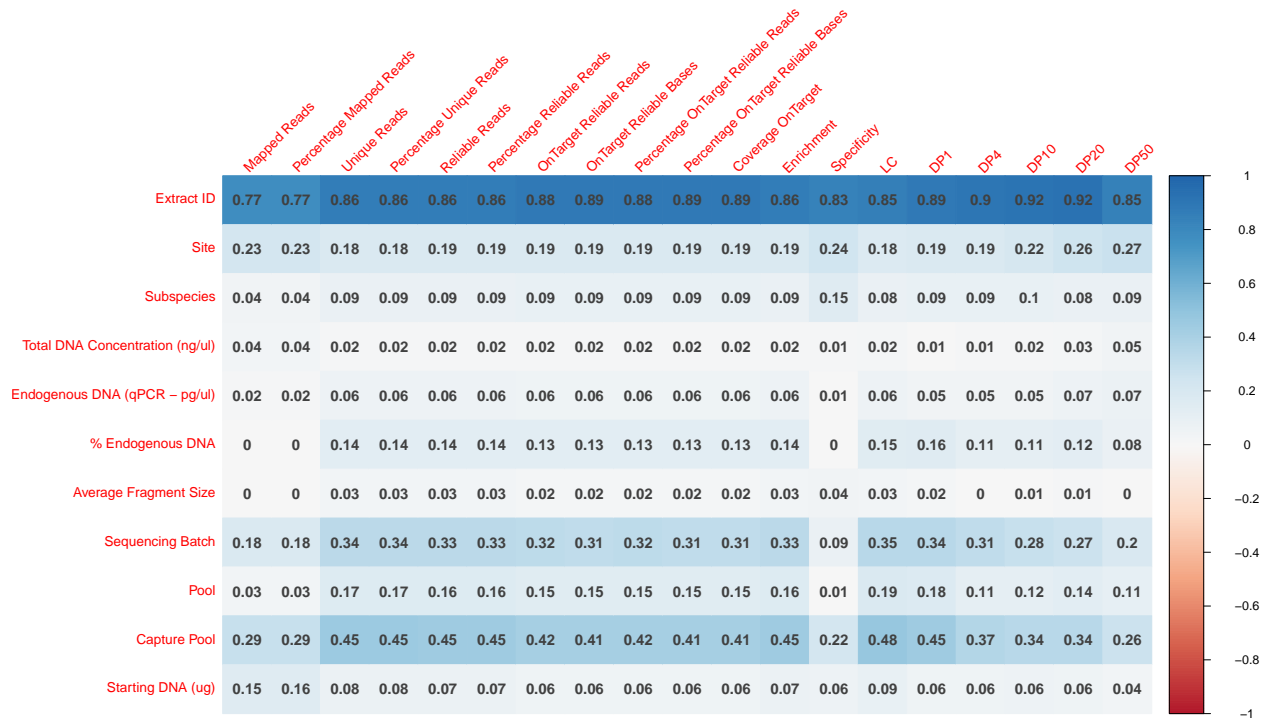 Mapped Reads
Percentage Mapped Reads
Unique Reads
Percentage Unique Reads
Reliable Reads
Percentage Reliable Reads
OnTarget Reliable Reads
OnTarget Reliable Bases
Percentage OnTarget Reliable Reads
Percentage OnTarget Reliable Bases
Coverage OnTarget
Enrichment
Specificity
LC
DP1
DP4
DP10
DP20
DP50
Extract ID 0.77 0.77 0.86 0.86 0.86 0.86 0.88 0.89 0.88 0.89 0.89 0.86 0.83 0.85 0.89 0.9 0.92 0.92 0.85
Site 0.23 0.23 0.18 0.18 0.19 0.19 0.19 0.19 0.19 0.19 0.19 0.19 0.24 0.18 0.19 0.19 0.22 0.26 0.27
Subspecies 0.04 0.04 0.09 0.09 0.09 0.09 0.09 0.09 0.09 0.09 0.09 0.09 0.15 0.08 0.09 0.09 0.1 0.08 0.09
Total DNA Concentration (ng/ul) 0.04 0.04 0.02 0.02 0.02 0.02 0.02 0.02 0.02 0.02 0.02 0.02 0.01 0.02 0.01 0.01 0.02 0.03 0.05
Endogenous DNA (qPCR – pg/ul) 0.02 0.02 0.06 0.06 0.06 0.06 0.06 0.06 0.06 0.06 0.06 0.06 0.01 0.06 0.05 0.05 0.05 0.07 0.07
% Endogenous DNA 0 0 0.14 0.14 0.14 0.14 0.13 0.13 0.13 0.13 0.13 0.14 0 0.15 0.16 0.11 0.11 0.12 0.08
Average Fragment Size 0 0 0.03 0.03 0.03 0.03 0.02 0.02 0.02 0.02 0.02 0.03 0.04 0.03 0.02 0 0.01 0.01 0
Sequencing Batch 0.18 0.18 0.34 0.34 0.33 0.33 0.32 0.31 0.32 0.31 0.31 0.33 0.09 0.35 0.34 0.31 0.28 0.27 0.2
Pool 0.03 0.03 0.17 0.17 0.16 0.16 0.15 0.15 0.15 0.15 0.15 0.16 0.01 0.19 0.18 0.11 0.12 0.14 0.11
Capture Pool 0.29 0.29 0.45 0.45 0.45 0.45 0.42 0.41 0.42 0.41 0.41 0.45 0.22 0.48 0.45 0.37 0.34 0.34 0.26
Starting DNA (ug) 0.15 0.16 0.08 0.08 0.07 0.07 0.06 0.06 0.06 0.06 0.06 0.07 0.06 0.09 0.06 0.06 0.06 0.06 0.04
1
0.8
0.6
0.4
0.2
0
−0.2
−0.4
−0.6
−0.8
−1